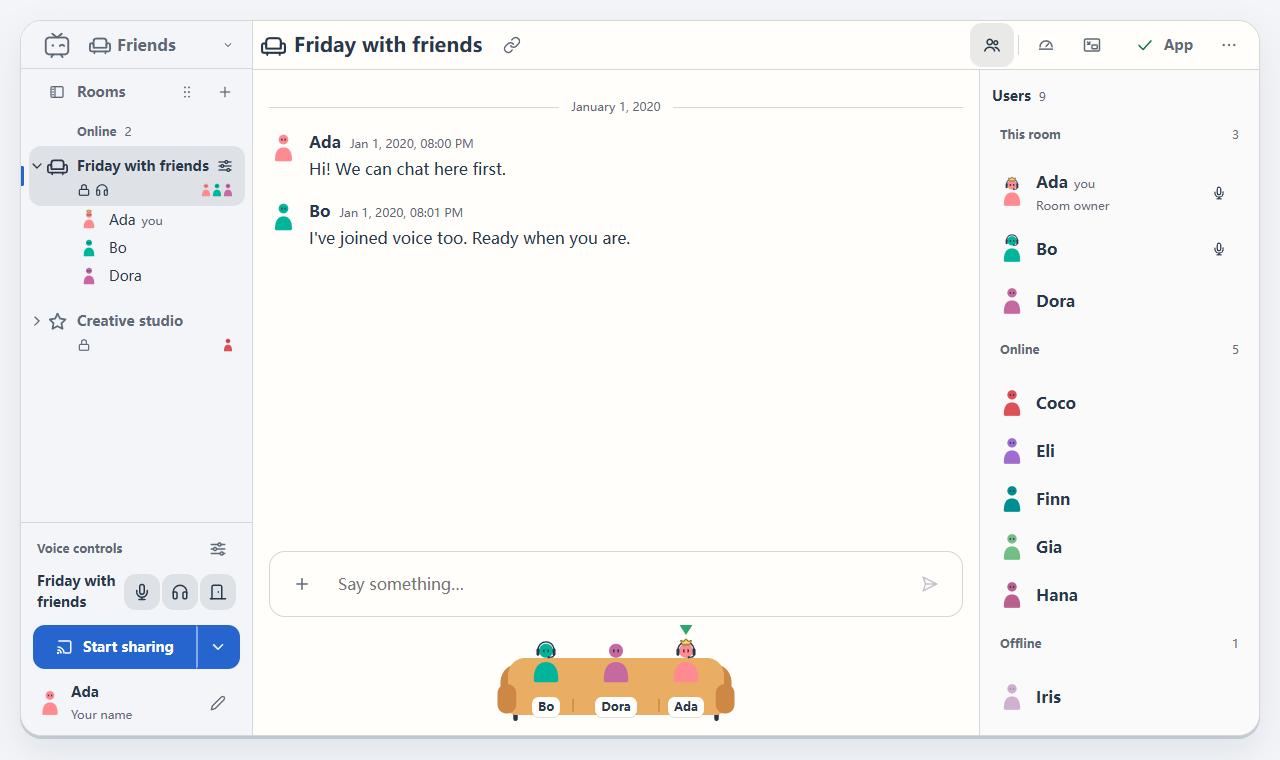 Friends
Rooms
Online 2
Friday with friends
Ada you
Bo
Dora
Creative studio
Voice controls
Friday with
friends
Start sharing
Ada
Your name
Friday with friends
App
January 1, 2020
Ada Jan 1, 2020, 08:00 PM
Hi! We can chat here first.
Bo Jan 1, 2020, 08:01 PM
I've joined voice too. Ready when you are.
Say something...
Bo
Dora
Ada
Users 9
This room 3
Ada you
Room owner
Bo
Dora
Online 5
Coco
Eli
Finn
Gia
Hana
Offline 1
Iris